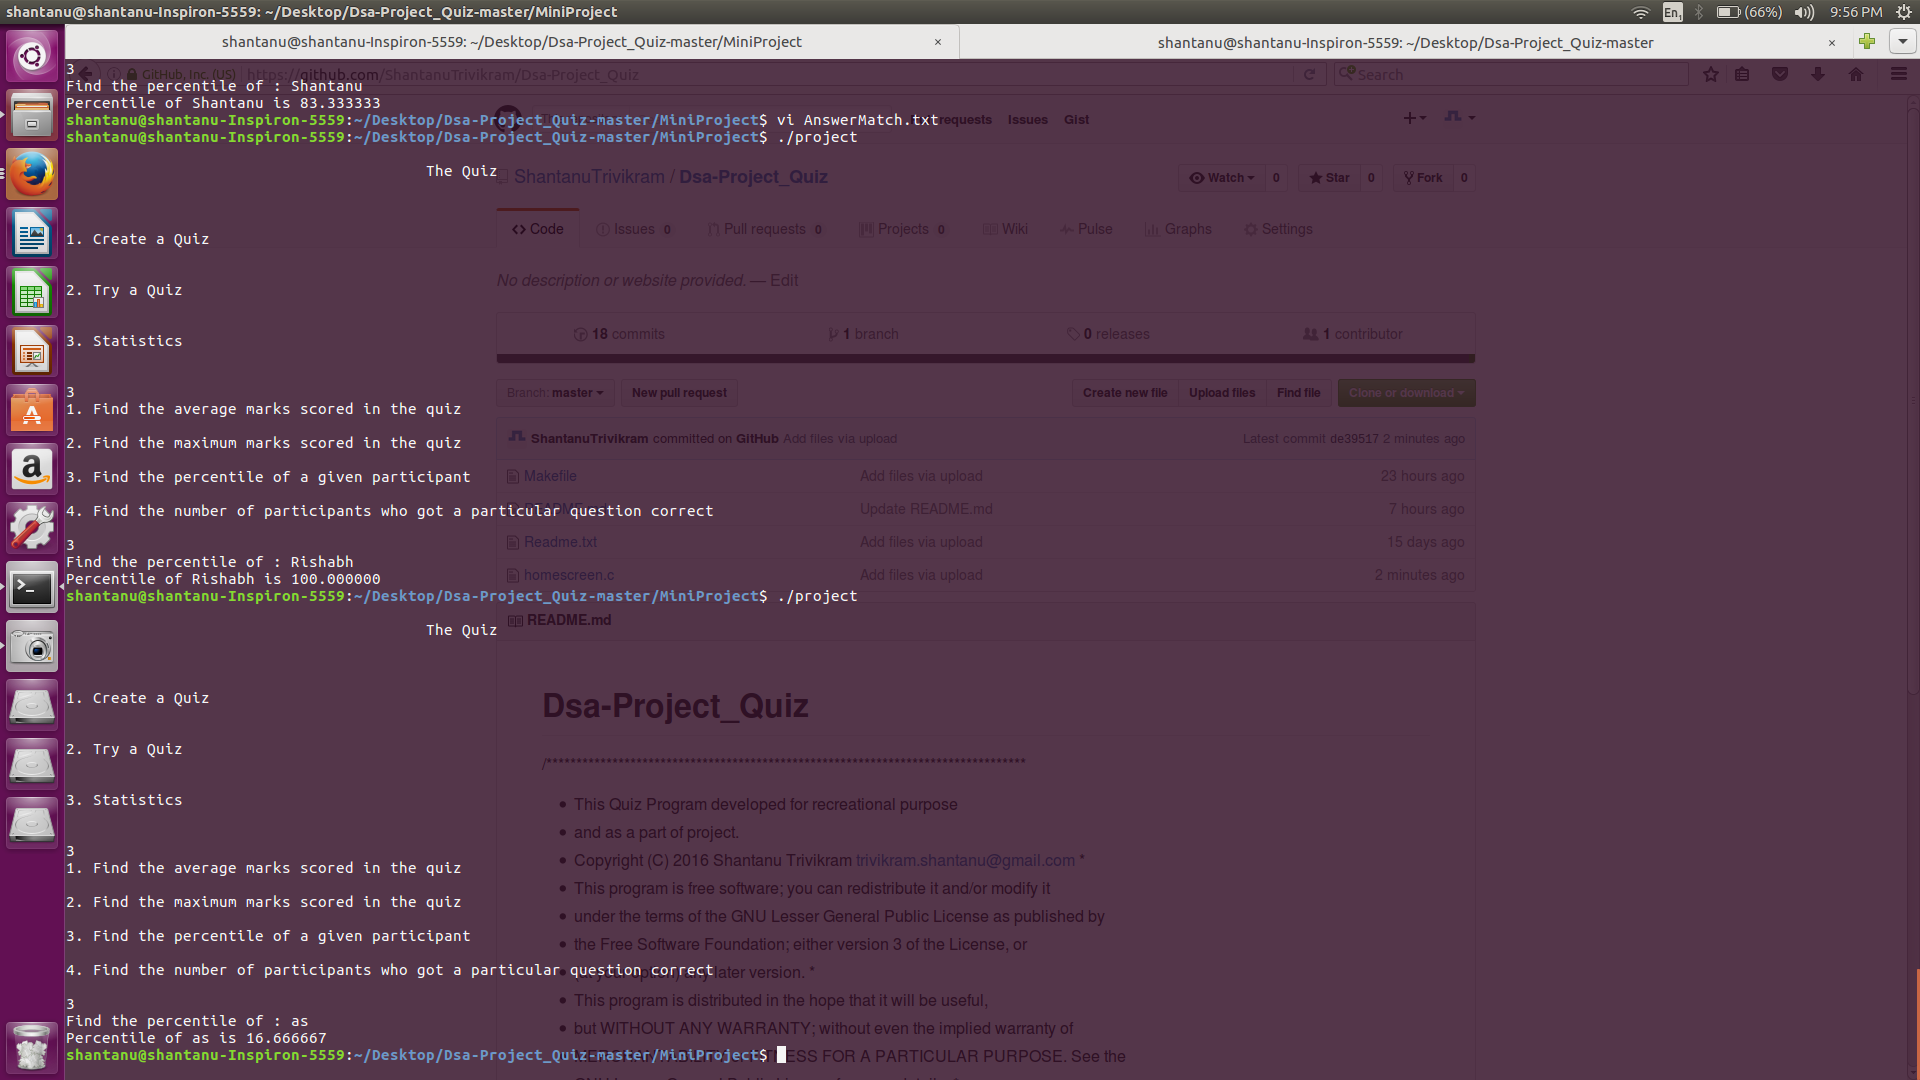 shantanu@shantanu-Inspiron-5559: ~/Desktop/Dsa-Project_Quiz-master/MiniProject
En1 (66%) 9:56 PM
shantanu@shantanu-Inspiron-5559: ~/Desktop/Dsa-Project_Quiz-master/MiniProject ×
shantanu@shantanu-Inspiron-5559: ~/Desktop/Dsa-Project_Quiz-master ×
3
Find the percentile of : Shantanu
Percentile of Shantanu is 83.333333
shantanu@shantanu-Inspiron-5559:~/Desktop/Dsa-Project_Quiz-master/MiniProject$ vi AnswerMatch.txt
shantanu@shantanu-Inspiron-5559:~/Desktop/Dsa-Project_Quiz-master/MiniProject$ ./project
The Quiz
1. Create a Quiz
2. Try a Quiz
3. Statistics
3
1. Find the average marks scored in the quiz
2. Find the maximum marks scored in the quiz
3. Find the percentile of a given participant
4. Find the number of participants who got a particular question correct
3
Find the percentile of : Rishabh
Percentile of Rishabh is 100.000000
shantanu@shantanu-Inspiron-5559:~/Desktop/Dsa-Project_Quiz-master/MiniProject$ ./project
The Quiz
1. Create a Quiz
2. Try a Quiz
3. Statistics
3
1. Find the average marks scored in the quiz
2. Find the maximum marks scored in the quiz
3. Find the percentile of a given participant
4. Find the number of participants who got a particular question correct
3
Find the percentile of : as
Percentile of as is 16.666667
shantanu@shantanu-Inspiron-5559:~/Desktop/Dsa-Project_Quiz-master/MiniProject$
GitHub, Inc. (US) https://github.com/ShantanuTrivikram/Dsa-Project_Quiz
Search
requests Issues Gist
ShantanuTrivikram / Dsa-Project_Quiz
Watch 0 Star 0 Fork 0
Code Issues 0 Pull requests 0 Projects 0 Wiki Pulse Graphs Settings
No description or website provided. — Edit
18 commits 1 branch 0 releases 1 contributor
Branch: master New pull request Create new file Upload files Find file Clone or download
ShantanuTrivikram committed on GitHub Add files via upload Latest commit de39517 2 minutes ago
Makefile Add files via upload 23 hours ago
Update README.md 7 hours ago
Readme.txt Add files via upload 15 days ago
homescreen.c Add files via upload 2 minutes ago
README.md
Dsa-Project_Quiz
This Quiz Program developed for recreational purpose
and as a part of project.
Copyright (C) 2016 Shantanu Trivikram trivikram.shantanu@gmail.com *
This program is free software; you can redistribute it and/or modify it
under the terms of the GNU Lesser General Public License as published by
the Free Software Foundation; either version 3 of the License, or
later version. *
This program is distributed in the hope that it will be useful,
but WITHOUT ANY WARRANTY; without even the implied warranty of
FOR A PARTICULAR PURPOSE. See the